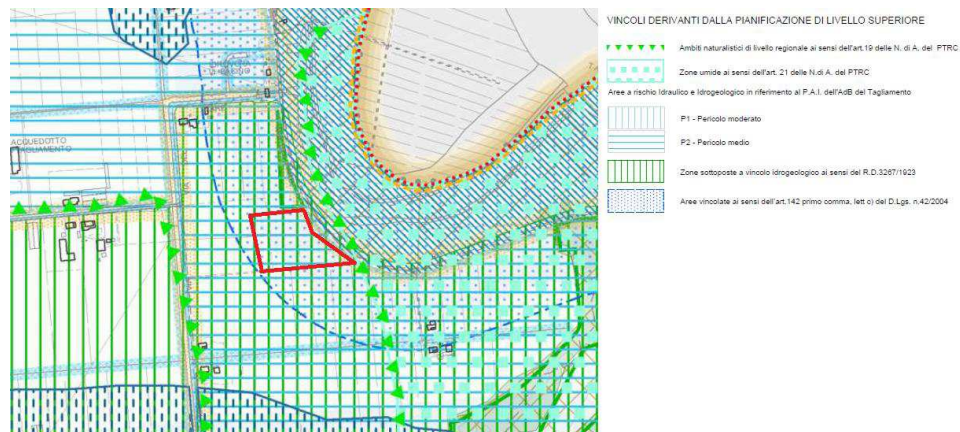 VINCOLI DERIVANTI DALLA PIANIFICAZIONE DI LIVELLO SUPERIORE
Ambiti naturalistici di livello regionale ai sensi dell'art.19 delle N. di A. del PTRC
Zone umide ai sensi dell'art. 21 delle N.di A. del PTRC
Aree a rischio Idraulico e Idrogeologico in riferimento al P.A.I. dell'AdB del Tagliamento
P1 - Pericolo moderato
P2 - Pericolo medio
Zone sottoposte a vincolo idrogeologico ai sensi del R.D.3267/1923
Aree vincolate ai sensi dell'art.142 primo comma, lett c) del D.Lgs. n.42/2004
ACQUEDOTTO
TAGLIAMENTO
VIA